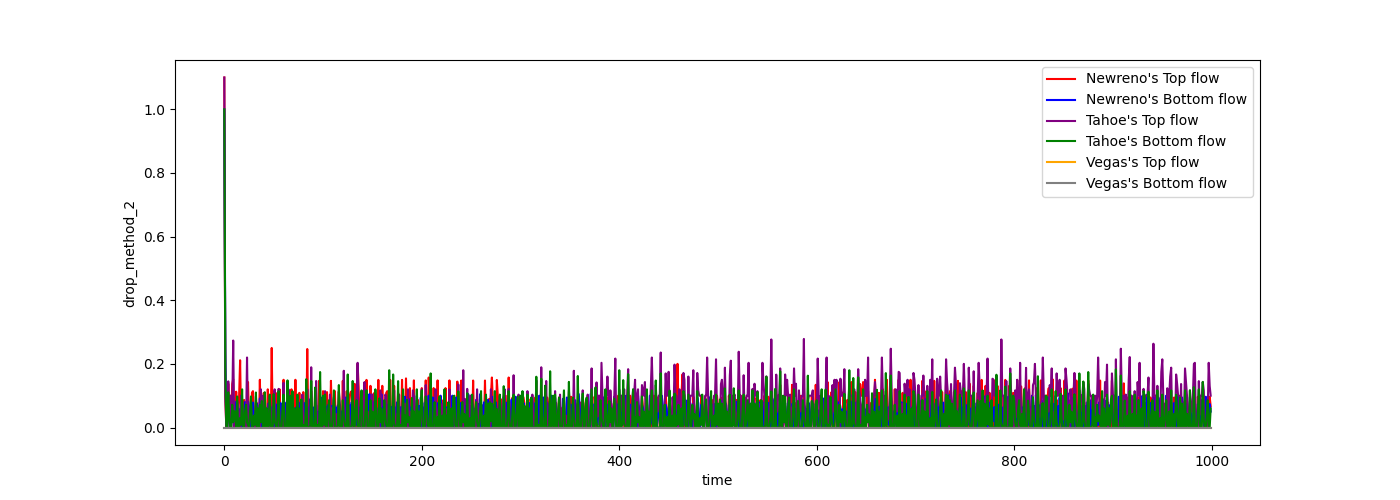 Newreno's Top flow
Newreno's Bottom flow
Tahoe's Top flow
Tahoe's Bottom flow
Vegas's Top flow
Vegas's Bottom flow
drop_method_2
1.0
0.8
0.6
0.4
0.2
0.0
0 200 400 600 800 1000
time